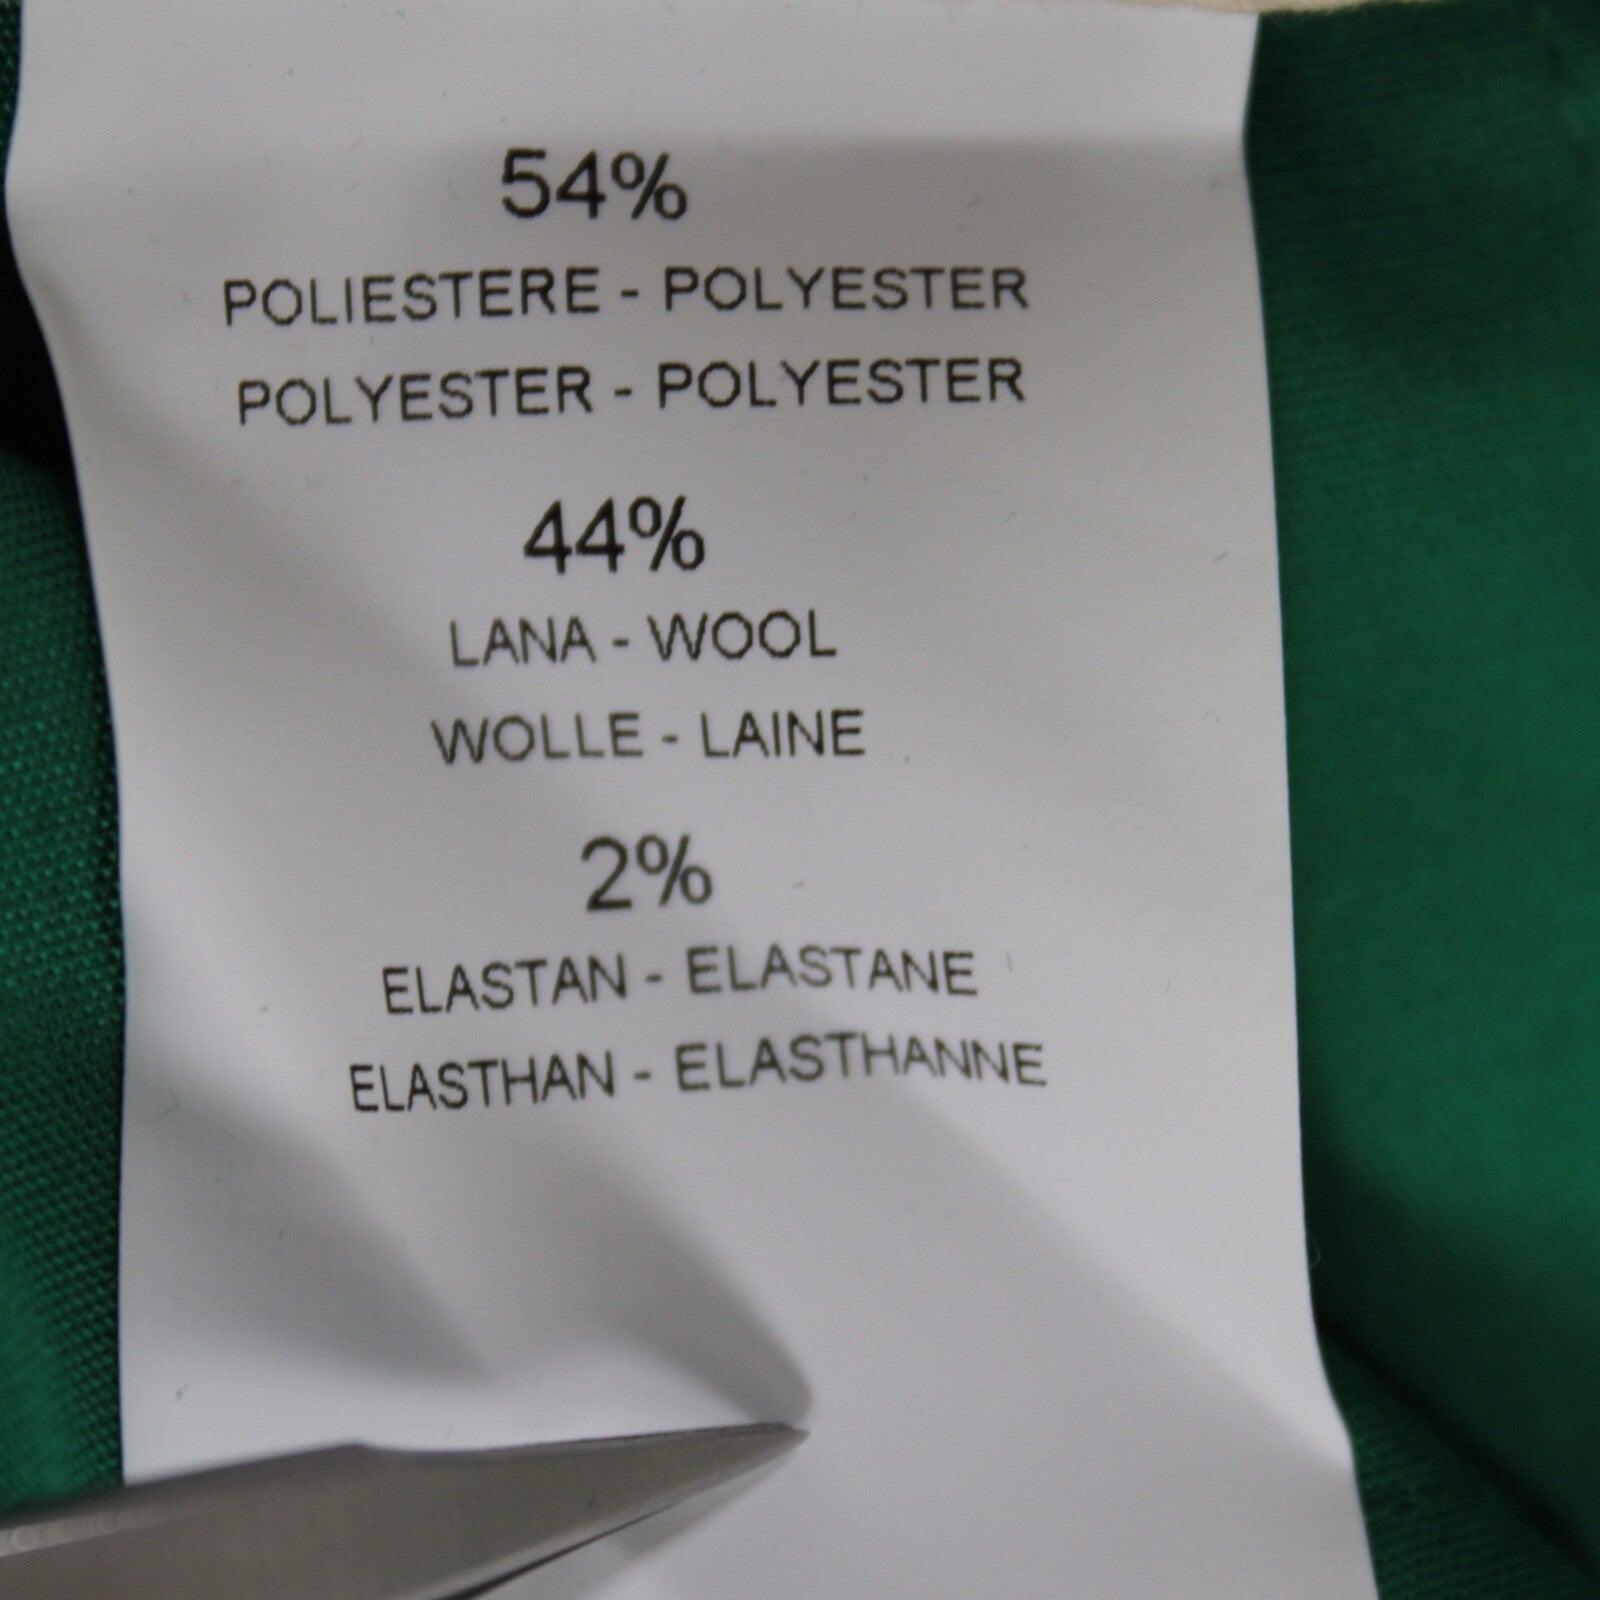 54%
POLIESTERE - POLYESTER
POLYESTER - POLYESTER
44%
LANA - WOOL
WOLLE - LAINE
2%
ELASTAN - ELASTANE
ELASTHAN - ELASTHANNE